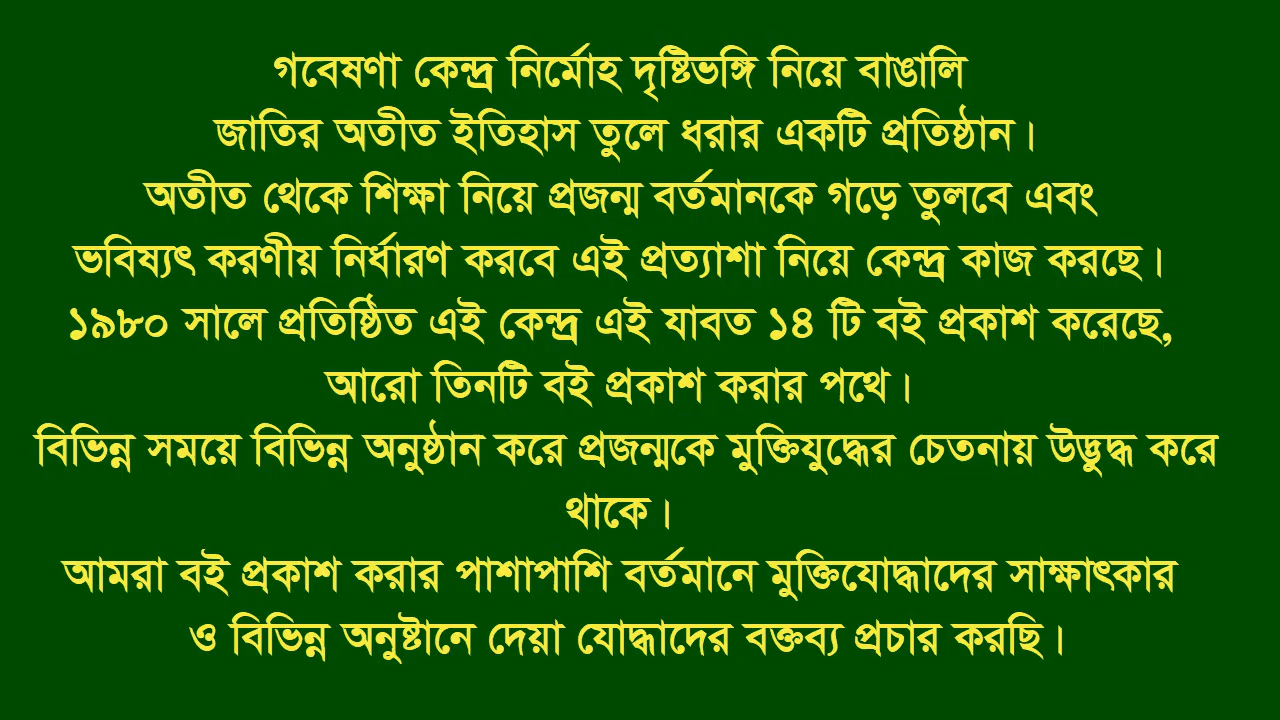 গবেষণা কেন্দ্র নির্মোহ দৃষ্টিভঙ্গি নিয়ে বাঙালি
জাতির অতীত ইতিহাস তুলে ধরার একটি প্রতিষ্ঠান।
অতীত থেকে শিক্ষা নিয়ে প্রজন্ম বর্তমানকে গড়ে তুলবে এবং
ভবিষ্যৎ করণীয় নির্ধারণ করবে এই প্রত্যাশা নিয়ে কেন্দ্র কাজ করছে।
১৯৮০ সালে প্রতিষ্ঠিত এই কেন্দ্র এই যাবত ১৪ টি বই প্রকাশ করেছে,
আরো তিনটি বই প্রকাশ করার পথে।
বিভিন্ন সময়ে বিভিন্ন অনুষ্ঠান করে প্রজন্মকে মুক্তিযুদ্ধের চেতনায় উদ্ভুদ্ধ করে
থাকে।
আমরা বই প্রকাশ করার পাশাপাশি বর্তমানে মুক্তিযোদ্ধাদের সাক্ষাৎকার
ও বিভিন্ন অনুষ্টানে দেয়া যোদ্ধাদের বক্তব্য প্রচার করছি।